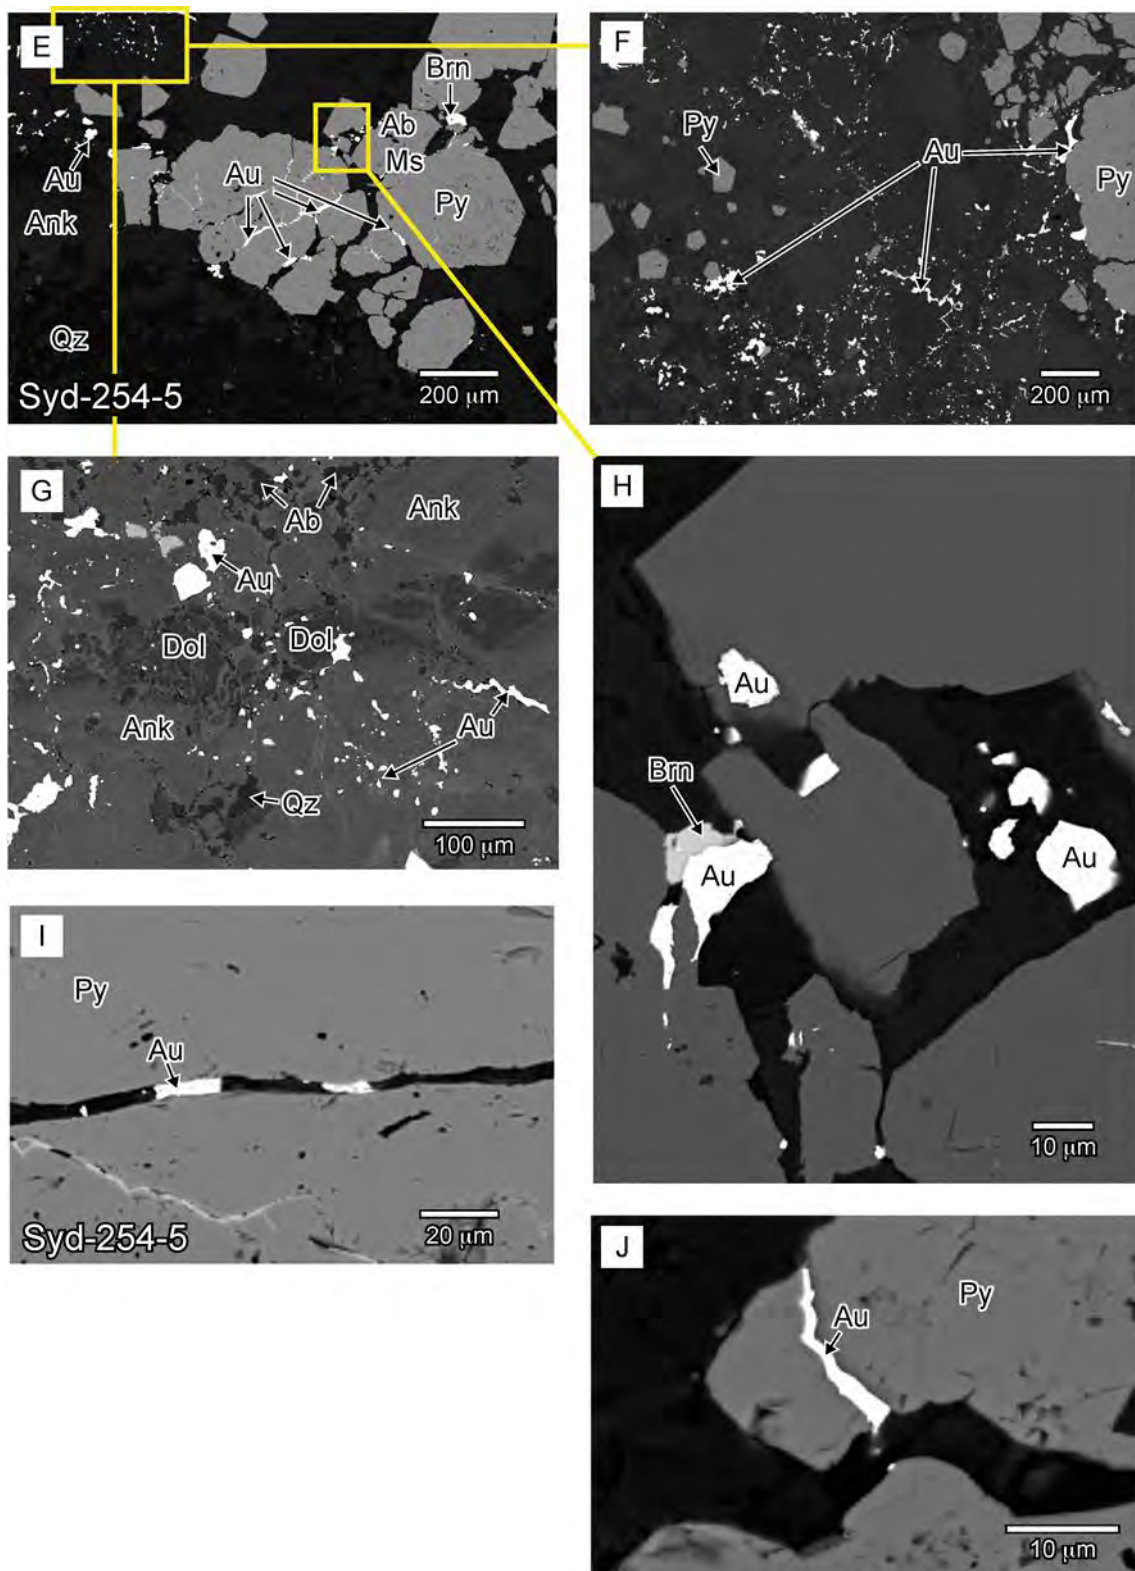 E
Brn
Ab
Ms
Au
Au
Ank
Py
Qz
Syd-254-5
200 μm
F
Py
Au
Py
200 μm
G
Ab
Ank
Au
Dol
Dol
Ank
Au
Qz
100 μm
H
Au
Brn
Au
Au
10 μm
I
Py
Au
Syd-254-5
20 μm
J
Py
Au
10 μm